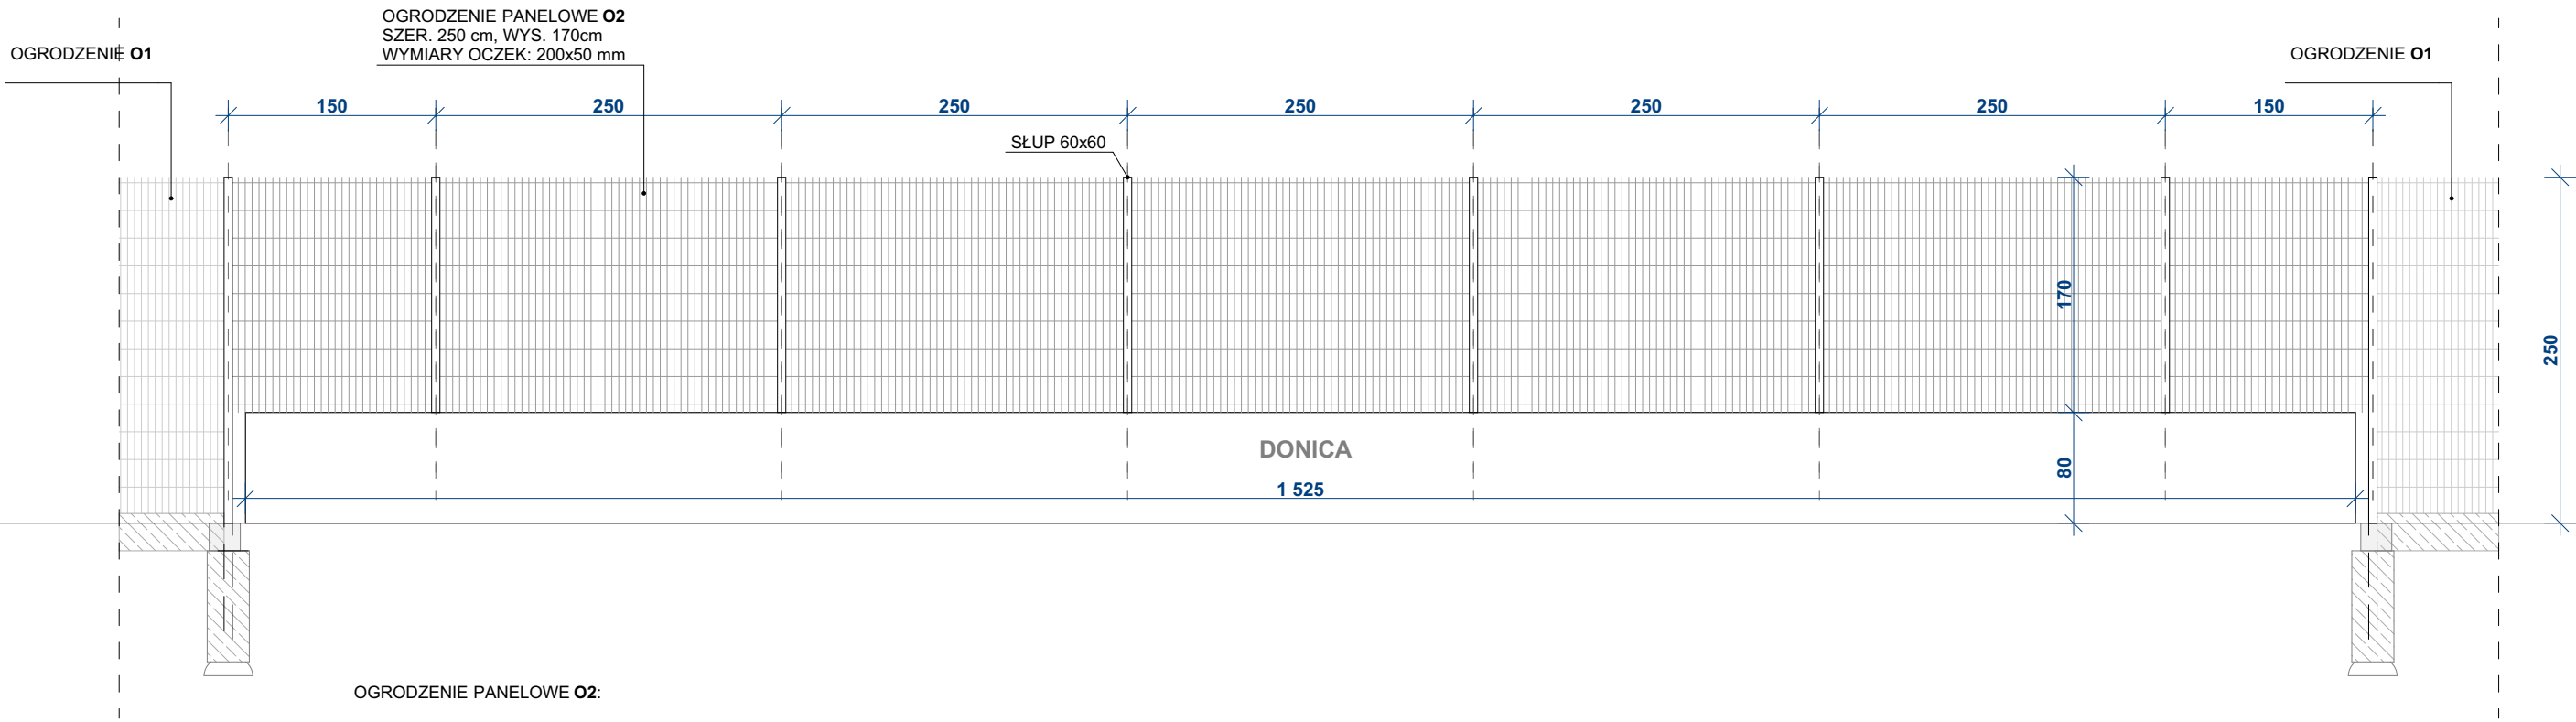 OGRODZENIE PANELOWE O2
SZER. 250 cm, WYS. 170cm
WYMIARY OCZEK: 200x50 mm
OGRODZENIE O1
OGRODZENIE O1
150
250
250
250
250
250
150
SŁUP 60x60
170
250
DONICA
80
1 525
OGRODZENIE PANELOWE O2: